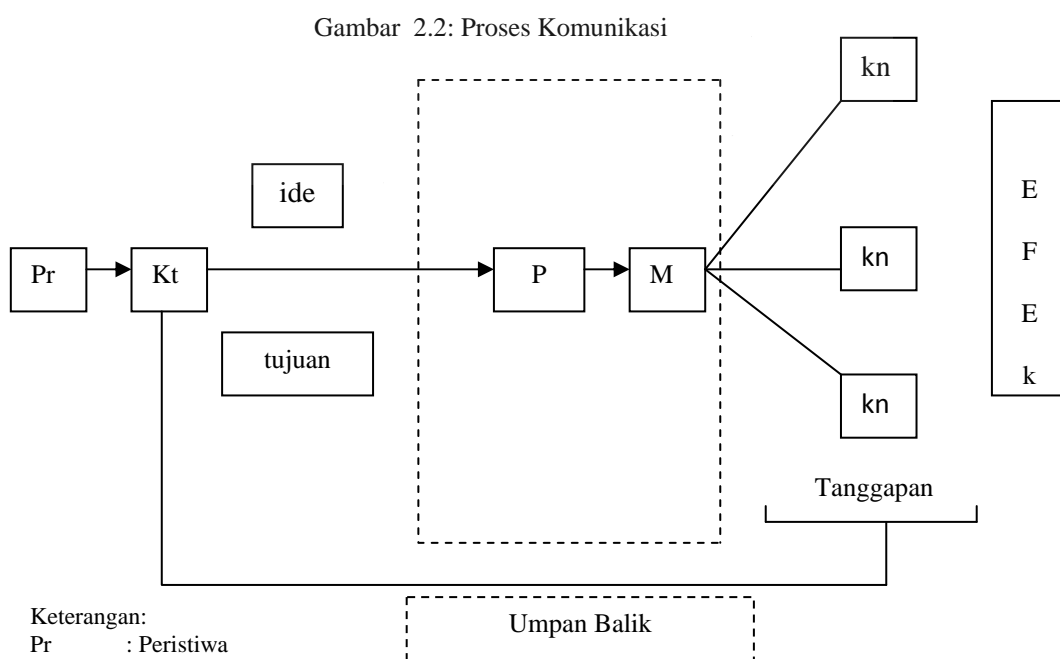 Gambar 2.2: Proses Komunikasi
kn
ide
E
Pr
Kt
P
M
kn
F
E
tujuan
kn
k
Tanggapan
Keterangan:
Umpan Balik
Pr : Peristiwa